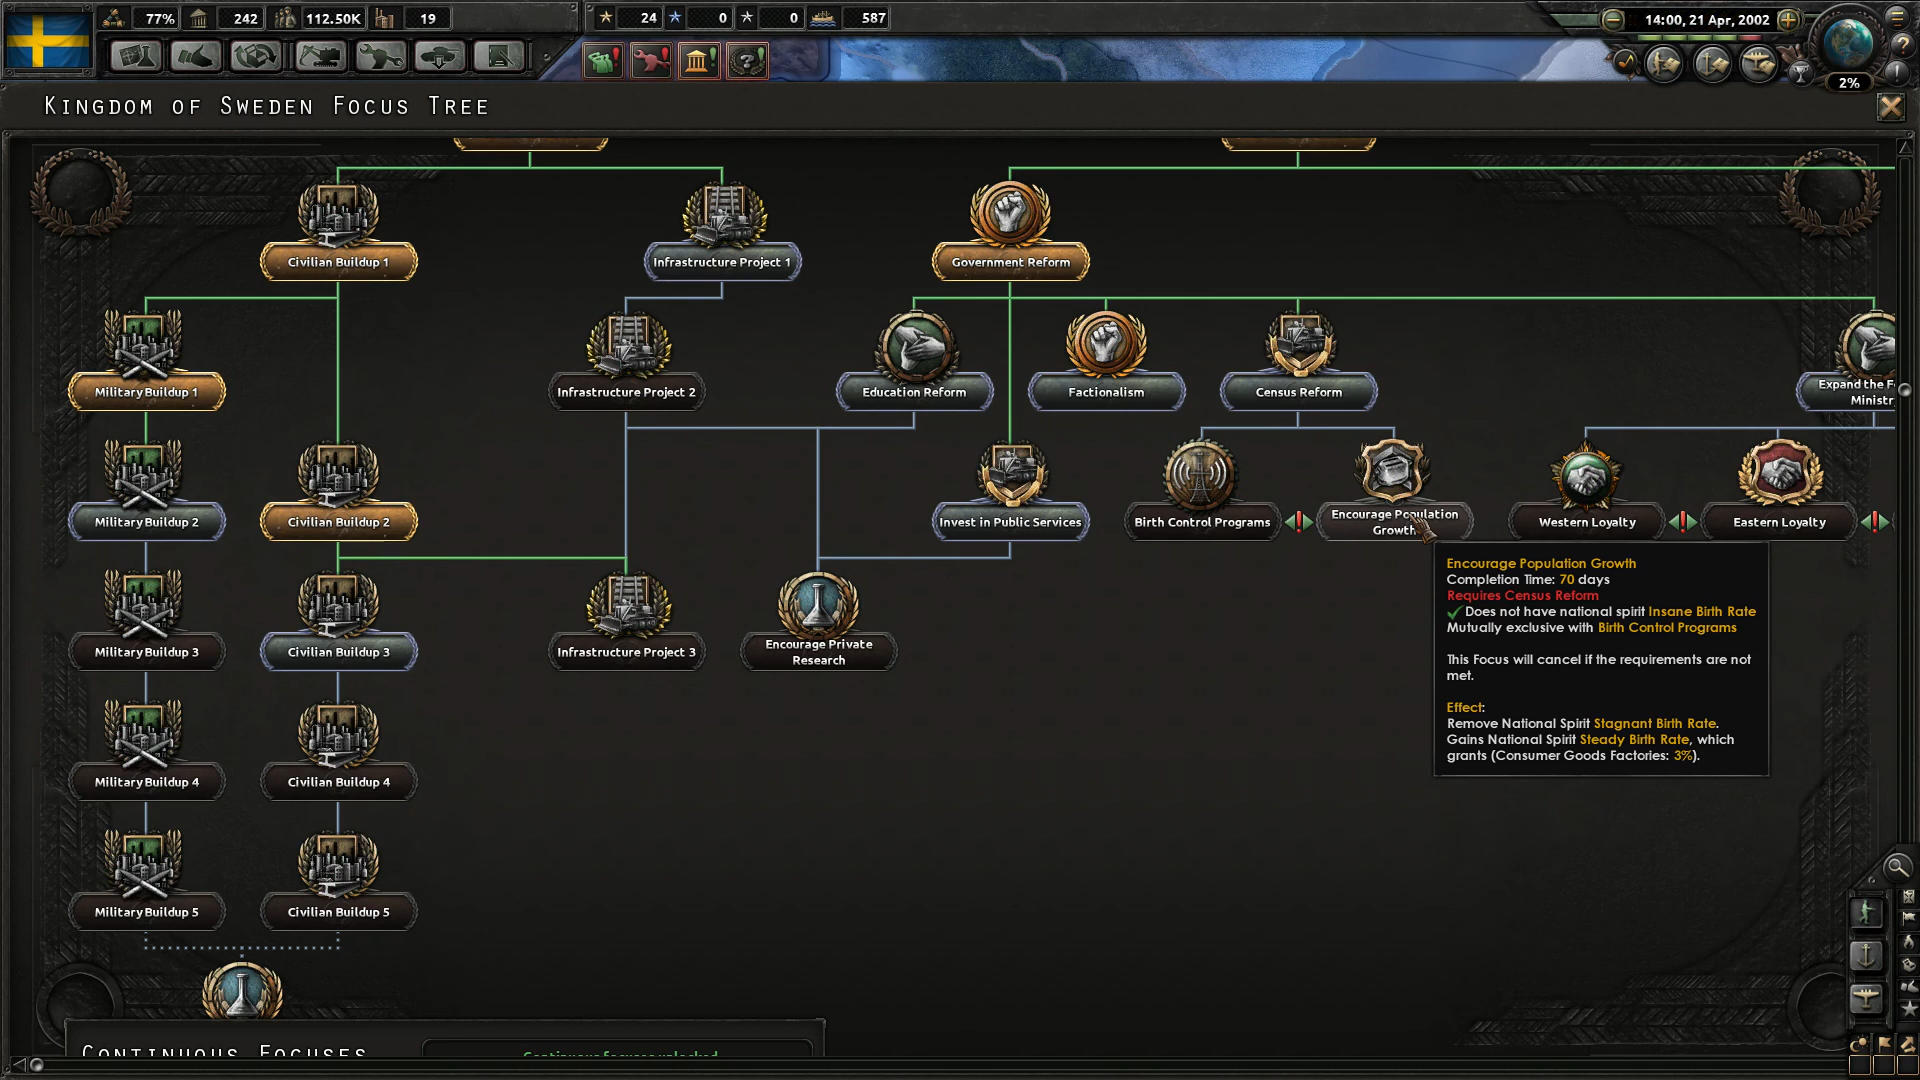 77%
242
112.50K
19
24
0
0
587
14:00, 21 Apr, 2002
2%
Kingdom of Sweden Focus Tree
Civilian Buildup 1
Infrastructure Project 1
Government Reform
Military Buildup 1
Infrastructure Project 2
Education Reform
Factionalism
Census Reform
Expand the F
Ministr
Military Buildup 2
Civilian Buildup 2
Invest in Public Services
Birth Control Programs
Encourage Population
Growth
Western Loyalty
Eastern Loyalty
Encourage Population Growth
Completion Time: 70 days
Requires Census Reform
Does not have national spirit Insane Birth Rate
Mutually exclusive with Birth Control Programs
This Focus will cancel if the requirements are not
met.
Effect:
Remove National Spirit Stagnant Birth Rate.
Gains National Spirit Steady Birth Rate, which
grants (Consumer Goods Factories: 3%).
Military Buildup 3
Civilian Buildup 3
Infrastructure Project 3
Encourage Private
Research
Military Buildup 4
Civilian Buildup 4
Military Buildup 5
Civilian Buildup 5
Continuous Focuses
Continuous focuses unlocked